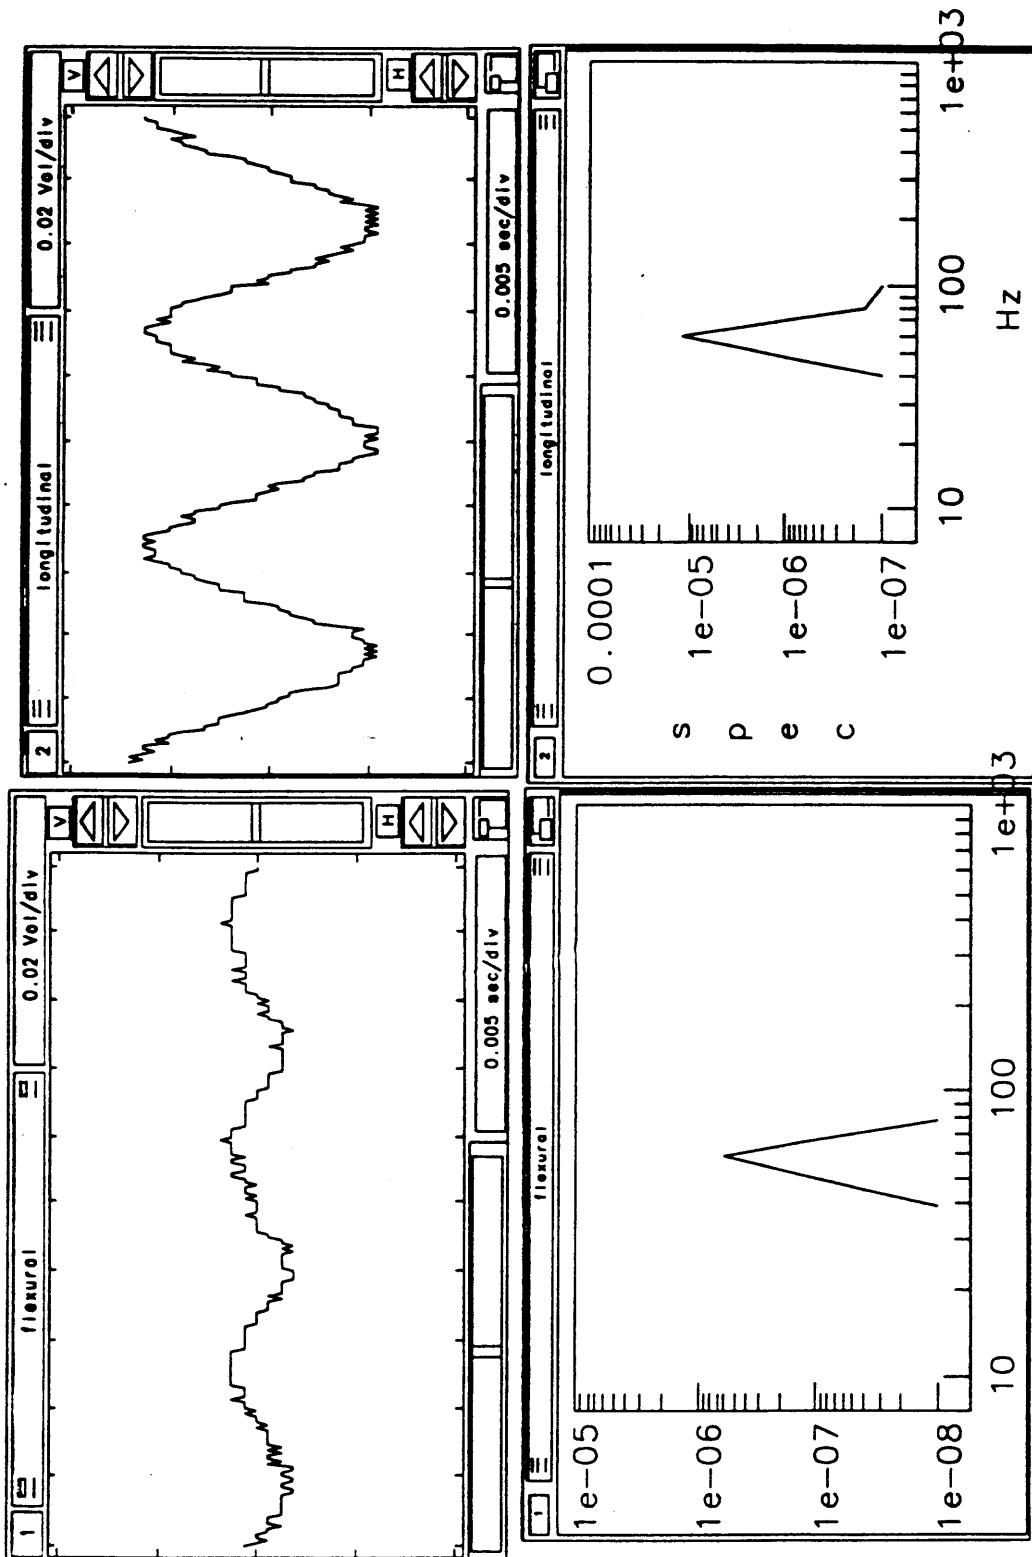 1 flexural 0.02 Vol/div
V
H
0.005 sec/div
2 longitudinal 0.02 Vol/div
V
H
0.005 sec/div
1 flexural
1e-05
1e-06
1e-07
1e-08
10 100 1e+03
2 longitudinal
0.0001
s
1e-05
p
1e-06
e
1e-07
c
10 100 1e+03
Hz